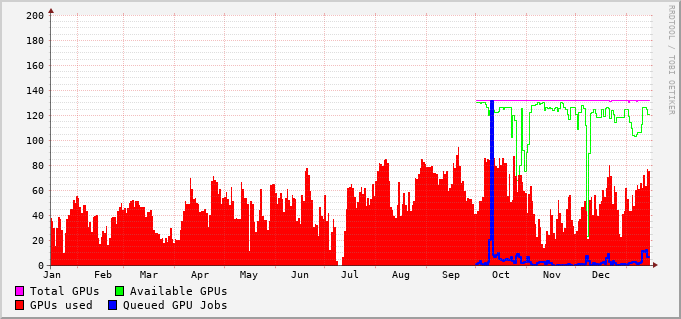 200
180
160
140
120
100
80
60
40
20
0
Jan Feb Mar Apr May Jun Jul Aug Sep Oct Nov Dec
Total GPUs Available GPUs
GPUs used Queued GPU Jobs
RRDTOOL / TOBI OETIKER